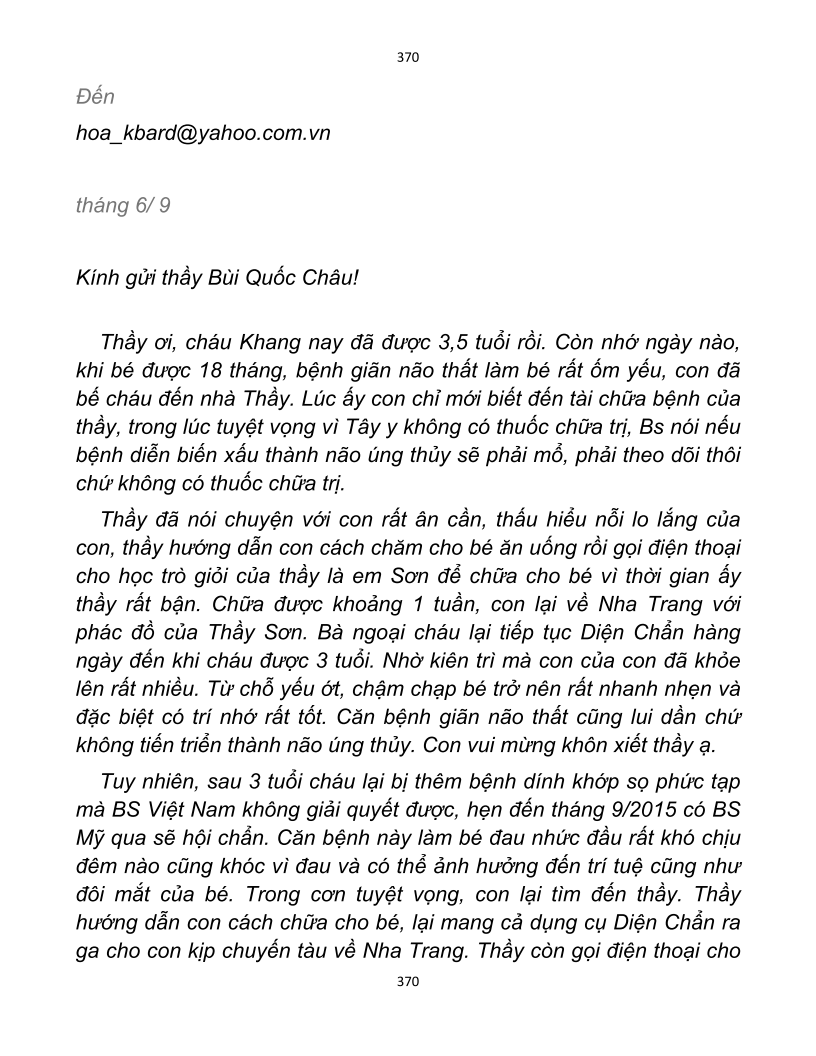 370
Đến
hoa_kbard@yahoo.com.vn
tháng 6/ 9
Kính gửi thầy Bùi Quốc Châu!
Thầy ơi, cháu Khang nay đã được 3,5 tuổi rồi. Còn nhớ ngày nào,
khi bé được 18 tháng, bệnh giãn não thất làm bé rất ốm yếu, con đã
bế cháu đến nhà Thầy. Lúc ấy con chỉ mới biết đến tài chữa bệnh của
thầy, trong lúc tuyệt vọng vì Tây y không có thuốc chữa trị, Bs nói nếu
bệnh diễn biến xấu thành não úng thủy sẽ phải mổ, phải theo dõi thôi
chứ không có thuốc chữa trị.
Thầy đã nói chuyện với con rất ân cần, thấu hiểu nỗi lo lắng của
con, thầy hướng dẫn con cách chăm cho bé ăn uống rồi gọi điện thoại
cho học trò giỏi của thầy là em Sơn để chữa cho bé vì thời gian ấy
thầy rất bận. Chữa được khoảng 1 tuần, con lại về Nha Trang với
phác đồ của Thầy Sơn. Bà ngoại cháu lại tiếp tục Diện Chẩn hàng
ngày đến khi cháu được 3 tuổi. Nhờ kiên trì mà con của con đã khỏe
lên rất nhiều. Từ chỗ yếu ớt, chậm chạp bé trở nên rất nhanh nhẹn và
đặc biệt có trí nhớ rất tốt. Căn bệnh giãn não thất cũng lui dần chứ
không tiến triển thành não úng thủy. Con vui mừng khôn xiết thầy ạ.
Tuy nhiên, sau 3 tuổi cháu lại bị thêm bệnh dính khớp sọ phức tạp
mà BS Việt Nam không giải quyết được, hẹn đến tháng 9/2015 có BS
Mỹ qua sẽ hội chẩn. Căn bệnh này làm bé đau nhức đầu rất khó chịu
đêm nào cũng khóc vì đau và có thể ảnh hưởng đến trí tuệ cũng như
đôi mắt của bé. Trong cơn tuyệt vọng, con lại tìm đến thầy. Thầy
hướng dẫn con cách chữa cho bé, lại mang cả dụng cụ Diện Chẩn ra
ga cho con kịp chuyến tàu về Nha Trang. Thầy còn gọi điện thoại cho
370